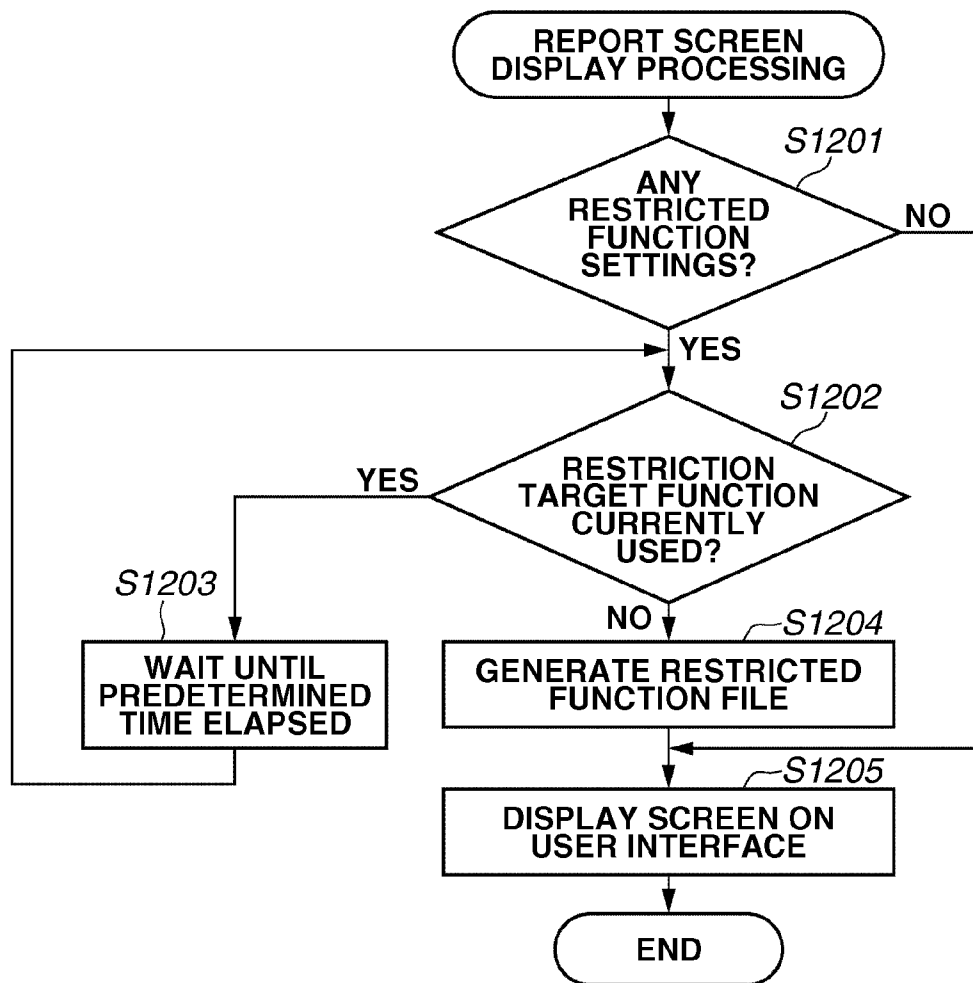 REPORT SCREEN
DISPLAY PROCESSING
S1201
ANY
RESTRICTED
FUNCTION
SETTINGS?
NO
YES
S1202
RESTRICTION
TARGET FUNCTION
CURRENTLY
USED?
YES
S1203
WAIT UNTIL
PREDETERMINED
TIME ELAPSED
NO
S1204
GENERATE RESTRICTED
FUNCTION FILE
S1205
DISPLAY SCREEN ON
USER INTERFACE
END